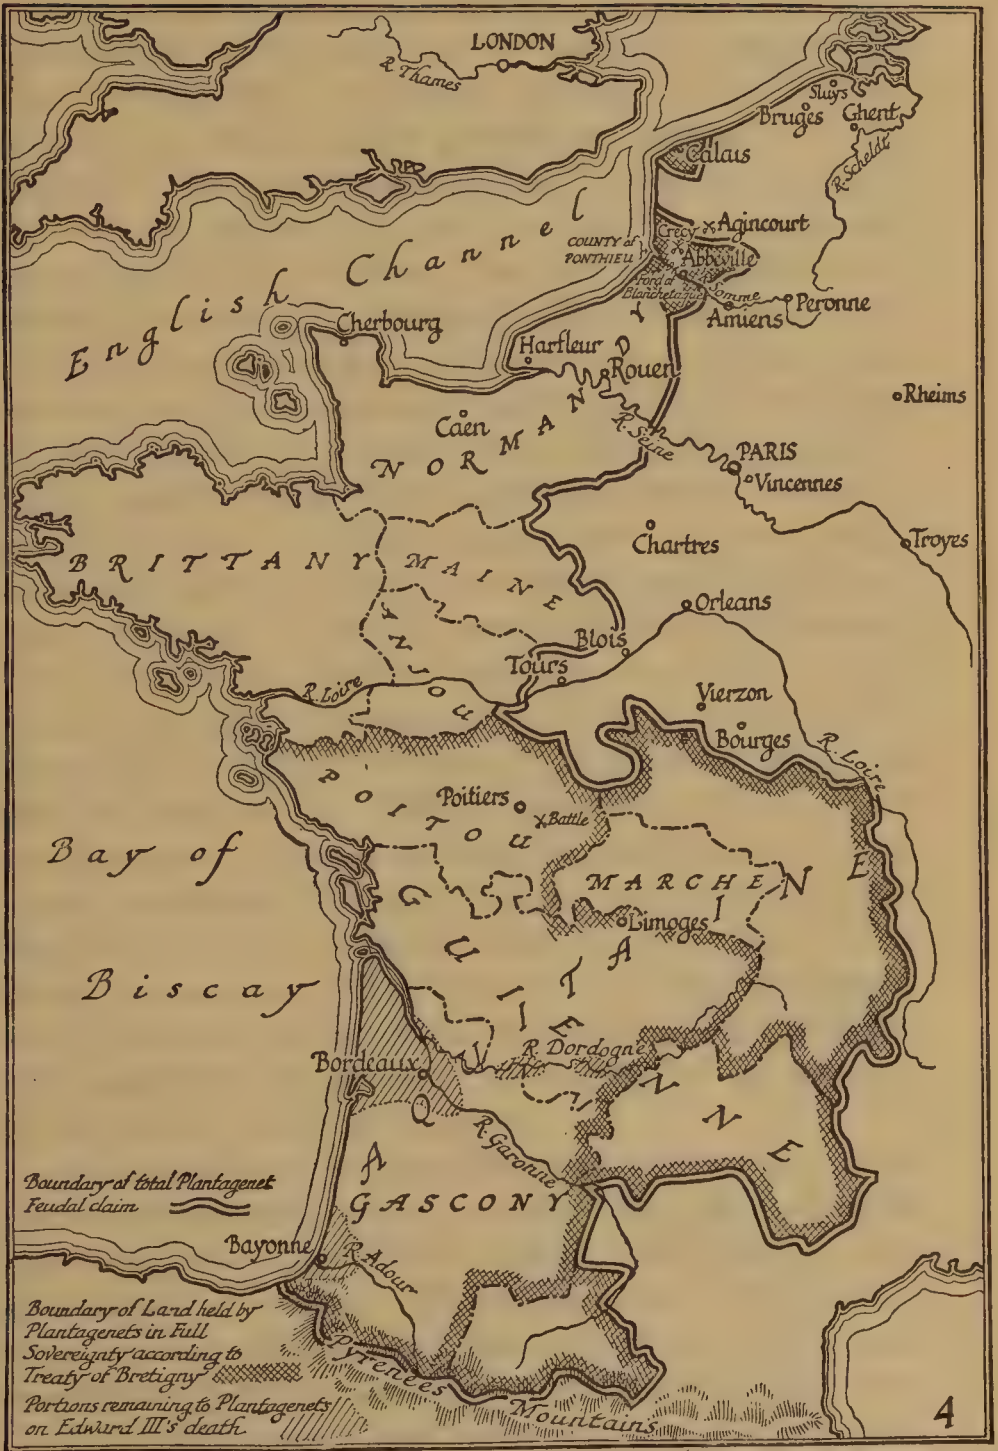 LONDON
R. Thames
Sluys
Bruges
Ghent
R. Scheldt
Calais
English Channel
Agincourt
Crecy
COUNTY of
PONTHIEU
Abbeville
Ford of
Blanchetaque
R. Somme
Peronne
Amiens
Cherbourg
Harfleur
Rouen
Rheims
Caen
NORMANDY
R. Seine
PARIS
Vincennes
Troyes
Chartres
BRITTANY
MAINE
ANJOU
Orleans
Blois
Tours
R. Loire
Vierzon
Bourges
R. Loire
POITOU
Poitiers
Battle
Bay of
Biscay
MARCHE
Limoges
AQUITAINE
GUIENNE
R. Dordogne
Bordeaux
R. Garonne
GASCONY
Boundary of total Plantagenet
Feudal claim
Bayonne
R. Adour
Boundary of Land held by
Plantagenets in Full
Sovereignty according to
Treaty of Bretigny
Pyrenees
Mountains
Portions remaining to Plantagenets
on Edward III's death
4